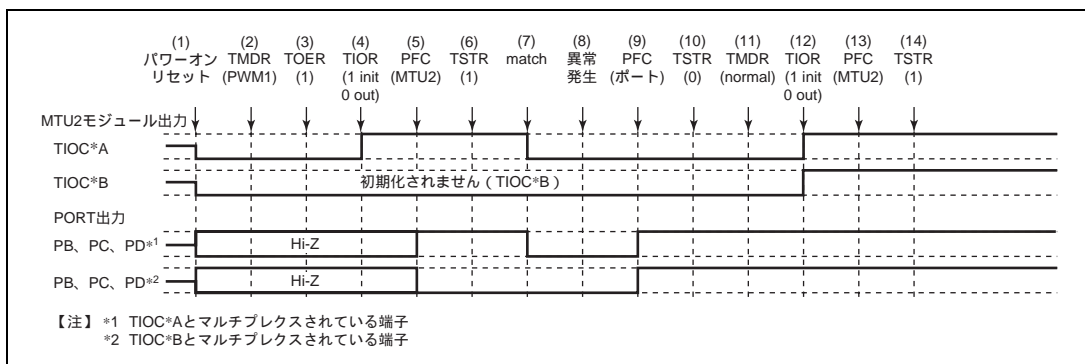 (1) (2) (3) (4) (5) (6) (7) (8) (9) (10) (11) (12) (13) (14)
パワーオン TMDR TOER TIOR PFC TSTR match 異常 PFC TSTR TMDR TIOR PFC TSTR
リセット (PWM1) (1) (1 init (MTU2) (1) 発生 (ポート) (0) (normal) (1 init (MTU2) (1)
0 out) 0 out)
MTU2モジュール出力
TIOC*A
TIOC*B 初期化されません（TIOC*B）
PORT出力
PB、PC、PD*1 Hi-Z
PB、PC、PD*2 Hi-Z
【注】 *1 TIOC*Aとマルチプレクスされている端子
*2 TIOC*Bとマルチプレクスされている端子